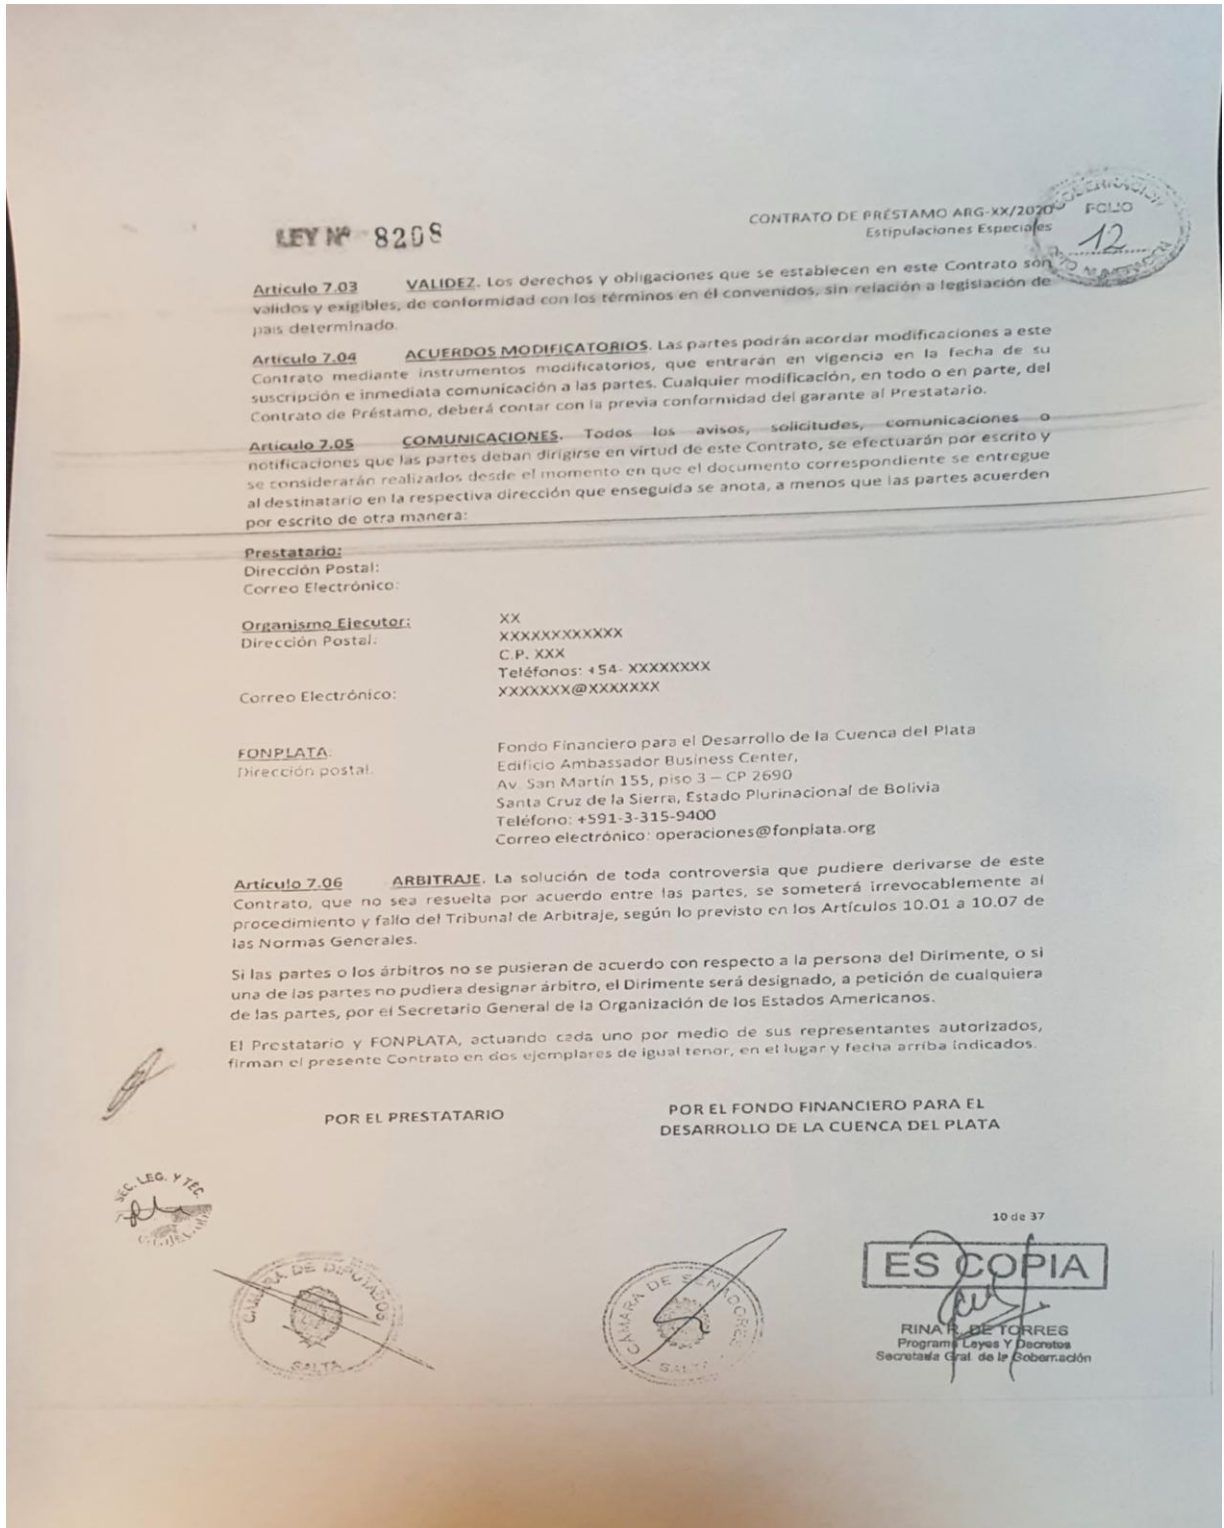 LEY Nº 8208
CONTRATO DE PRÉSTAMO ARG-XX/2020
Estipulaciones Especiales
GOBERNACIÓN
FOLIO
12
Artículo 7.03 VALIDEZ. Los derechos y obligaciones que se establecen en este Contrato son
validos y exigibles, de conformidad con los términos en él convenidos, sin relación a legislación de
país determinado.
Artículo 7.04 ACUERDOS MODIFICATORIOS. Las partes podrán acordar modificaciones a este
Contrato mediante instrumentos modificatorios, que entrarán en vigencia en la fecha de su
suscripción e inmediata comunicación a las partes. Cualquier modificación, en todo o en parte, del
Contrato de Préstamo, deberá contar con la previa conformidad del garante al Prestatario.
Artículo 7.05 COMUNICACIONES. Todos los avisos, solicitudes, comunicaciones o
notificaciones que las partes deban dirigirse en virtud de este Contrato, se efectuarán por escrito y
se considerarán realizados desde el momento en que el documento correspondiente se entregue
al destinatario en la respectiva dirección que enseguida se anota, a menos que las partes acuerden
por escrito de otra manera:
Prestatario:
Dirección Postal:
Correo Electrónico:
Organismo Ejecutor: XX
Dirección Postal: XXXXXXXXXXXX
C.P. XXX
Teléfonos: +54- XXXXXXXX
Correo Electrónico: XXXXXXX@XXXXXXX
FONPLATA: Fondo Financiero para el Desarrollo de la Cuenca del Plata
Dirección postal: Edificio Ambassador Business Center,
Av. San Martín 155, piso 3 – CP 2690
Santa Cruz de la Sierra, Estado Plurinacional de Bolivia
Teléfono: +591-3-315-9400
Correo electrónico: operaciones@fonplata.org
Artículo 7.06 ARBITRAJE. La solución de toda controversia que pudiere derivarse de este
Contrato, que no sea resuelta por acuerdo entre las partes, se someterá irrevocablemente al
procedimiento y fallo del Tribunal de Arbitraje, según lo previsto en los Artículos 10.01 a 10.07 de
las Normas Generales.
Si las partes o los árbitros no se pusieran de acuerdo con respecto a la persona del Dirimente, o si
una de las partes no pudiera designar árbitro, el Dirimente será designado, a petición de cualquiera
de las partes, por el Secretario General de la Organización de los Estados Americanos.
El Prestatario y FONPLATA, actuando cada uno por medio de sus representantes autorizados,
firman el presente Contrato en dos ejemplares de igual tenor, en el lugar y fecha arriba indicados.
POR EL PRESTATARIO
POR EL FONDO FINANCIERO PARA EL
DESARROLLO DE LA CUENCA DEL PLATA
SEC. LEG. Y TEC.
10 de 37
CÁMARA DE DIPUTADOS
SALTA
CÁMARA DE SENADORES
SALTA
ES COPIA
RINA R. DE TORRES
Programa Leyes Y Decretos
Secretaría Gral. de la Gobernación